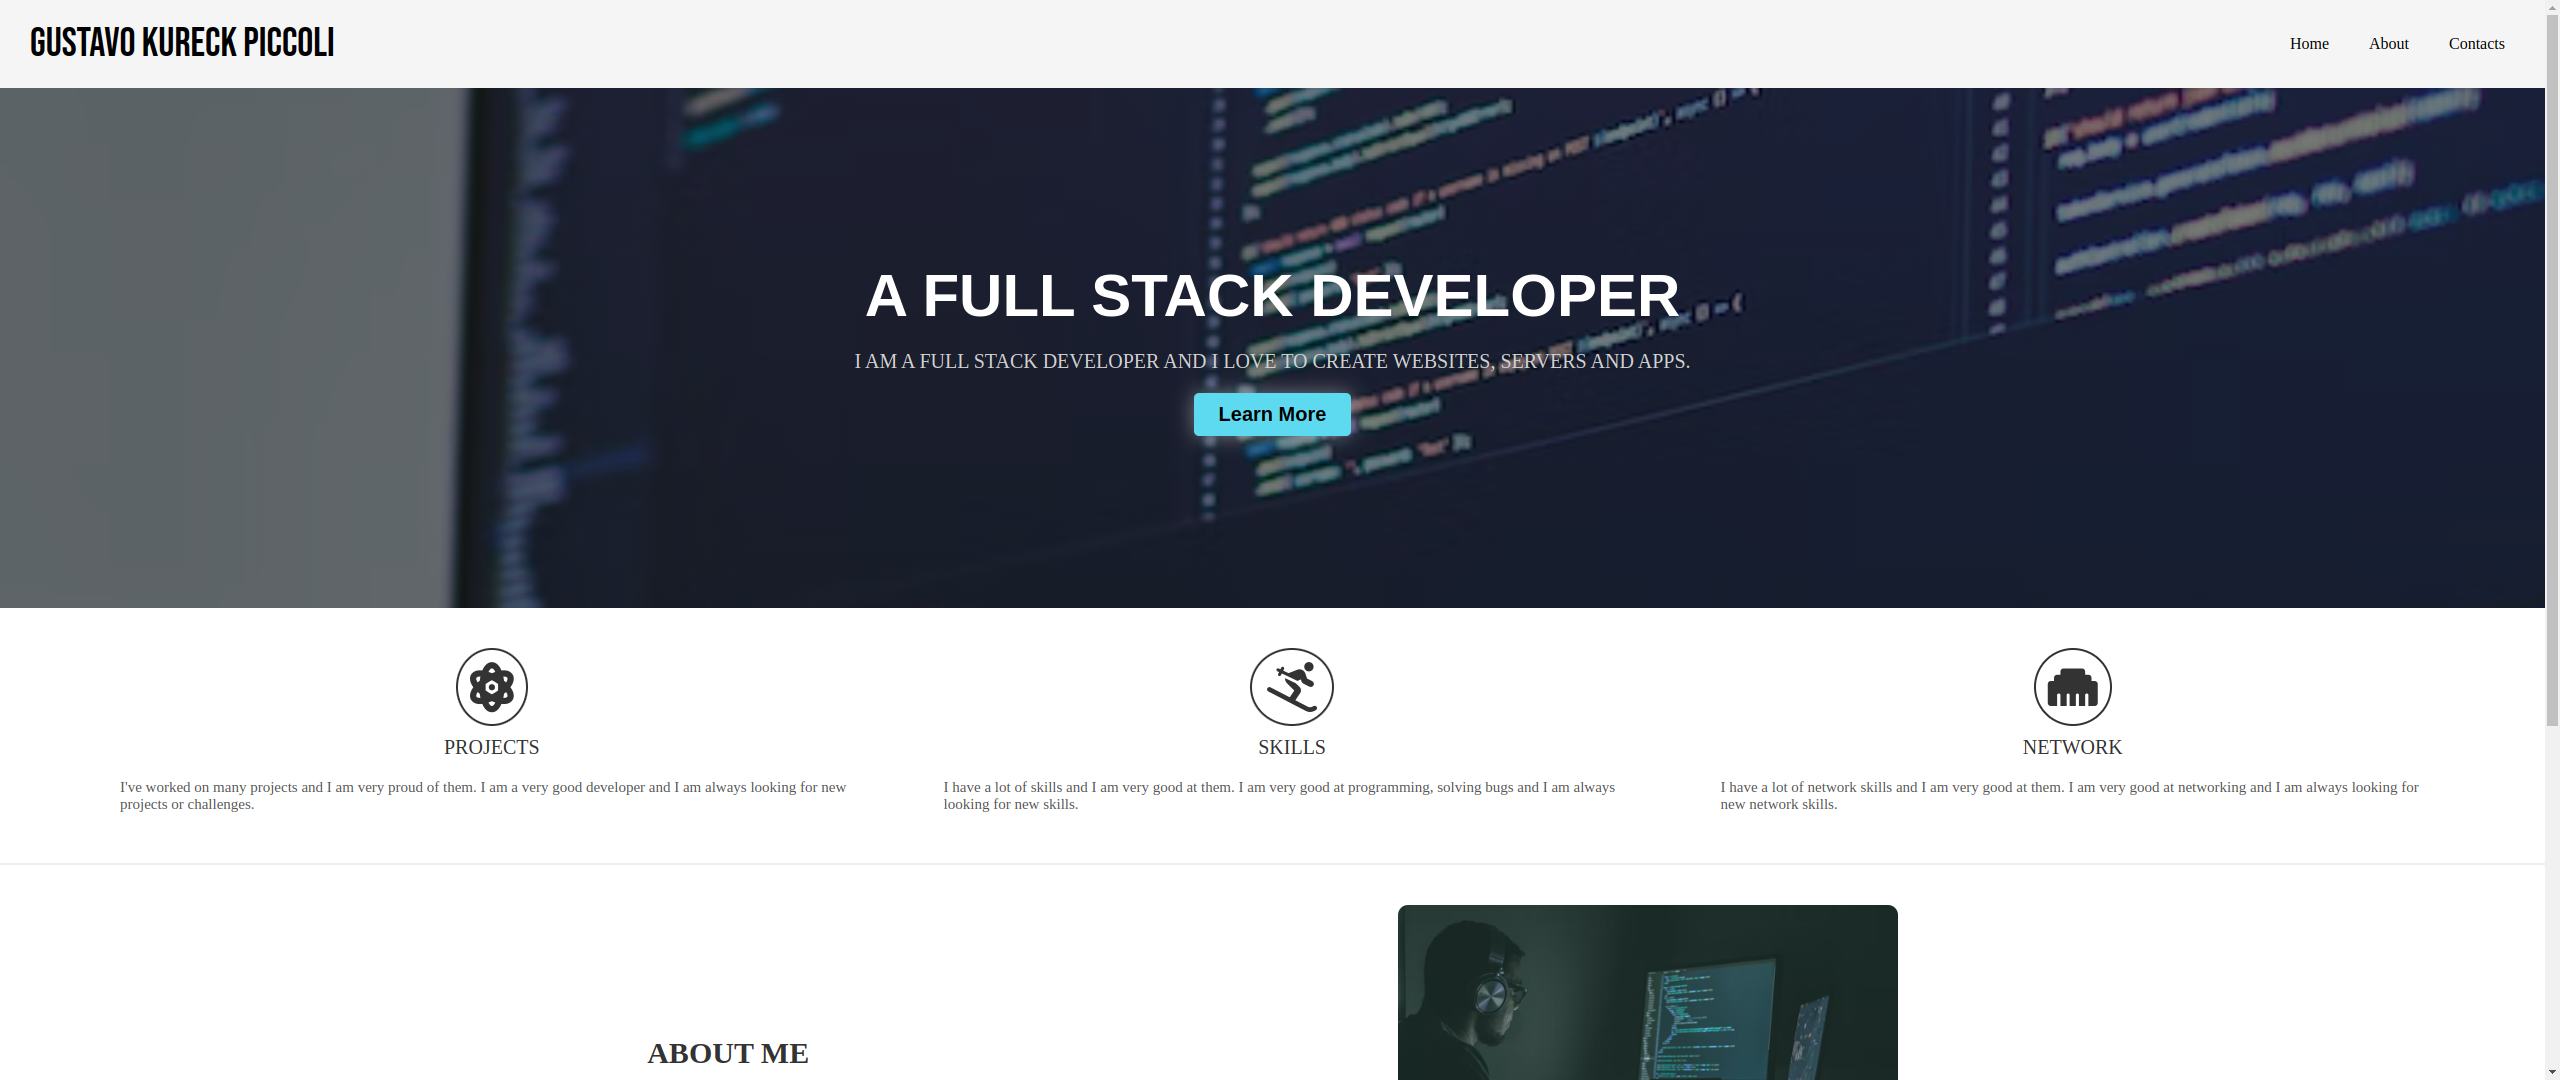 GUSTAVO KURECK PICCOLI
Home
About
Contacts
A FULL STACK DEVELOPER
I AM A FULL STACK DEVELOPER AND I LOVE TO CREATE WEBSITES, SERVERS AND APPS.
Learn More
PROJECTS
I've worked on many projects and I am very proud of them. I am a very good developer and I am always looking for new
projects or challenges.
SKILLS
I have a lot of skills and I am very good at them. I am very good at programming, solving bugs and I am always
looking for new skills.
NETWORK
I have a lot of network skills and I am very good at them. I am very good at networking and I am always looking for
new network skills.
ABOUT ME